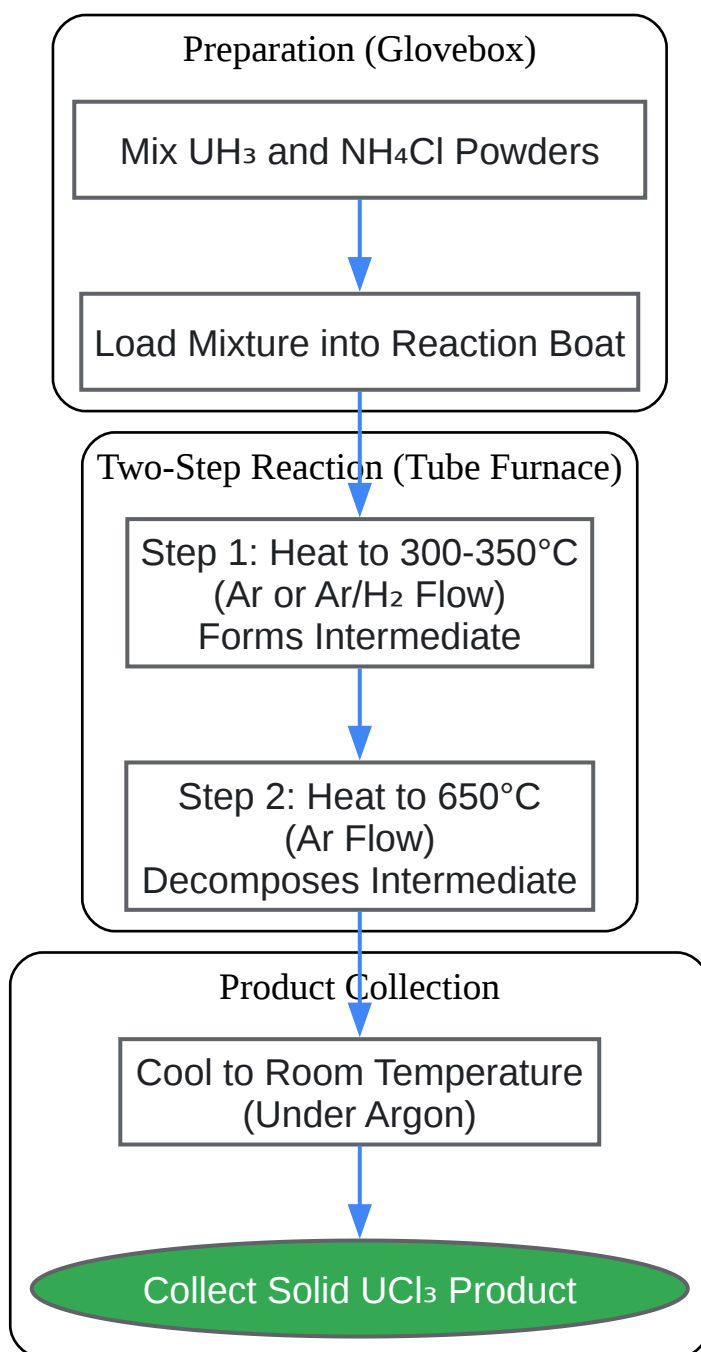 Preparation (Glovebox)
Mix UH₃ and NH₄Cl Powders
Load Mixture into Reaction Boat
Two-Step Reaction (Tube Furnace)
Step 1: Heat to 300-350°C
(Ar or Ar/H₂ Flow)
Forms Intermediate
Step 2: Heat to 650°C
(Ar Flow)
Decomposes Intermediate
Product Collection
Cool to Room Temperature
(Under Argon)
Collect Solid UCl₃ Product